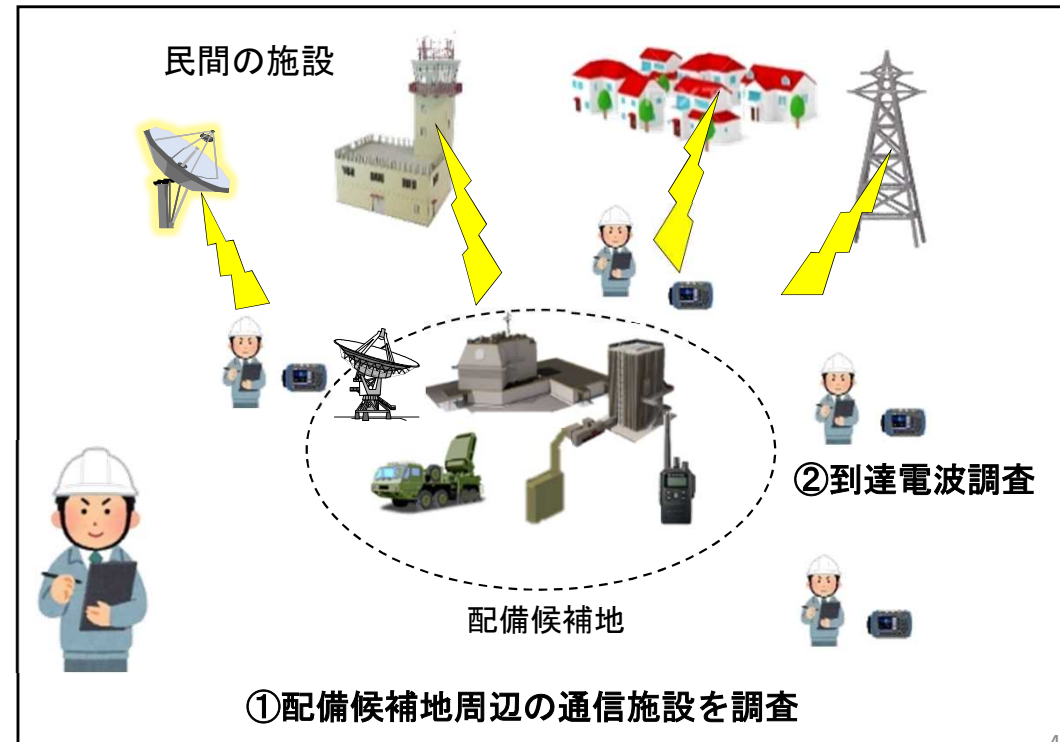 民間の施設
②到達電波調査
配備候補地
①配備候補地周辺の通信施設を調査
4